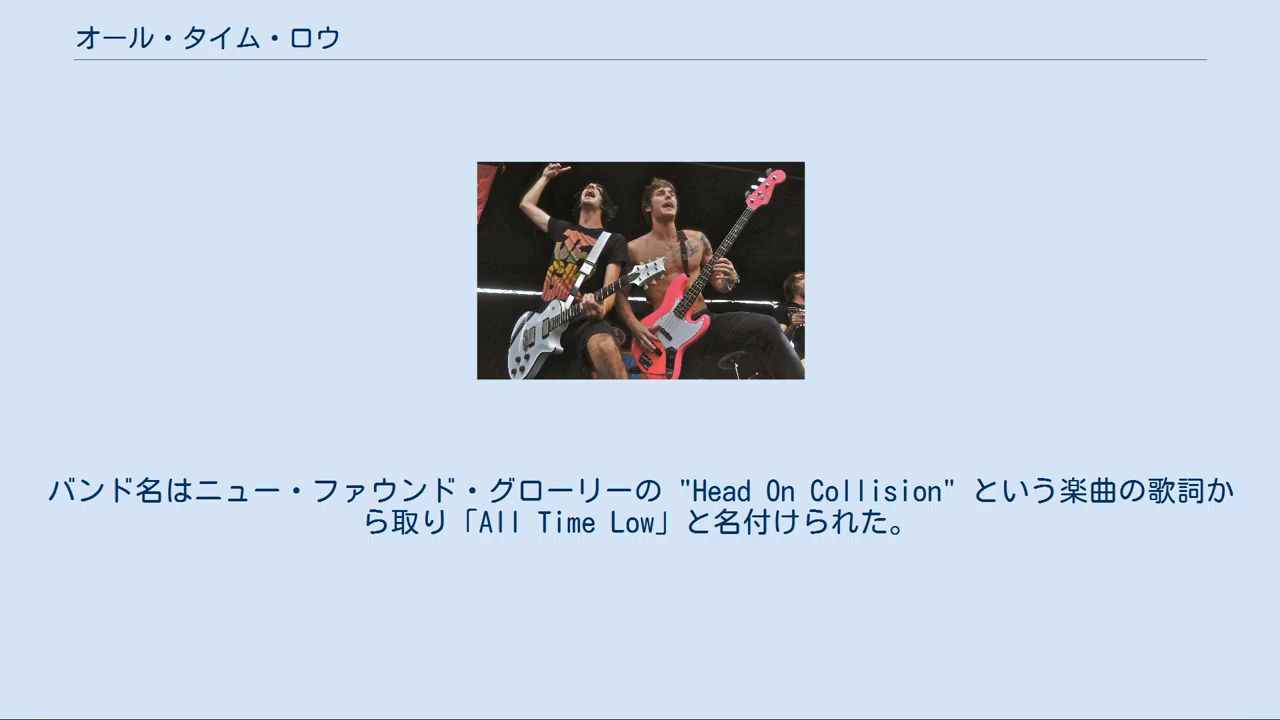 オール・タイム・ロウ
バンド名はニュー・ファウンド・グローリーの "Head On Collision" という楽曲の歌詞か
ら取り「All Time Low」と名付けられた。